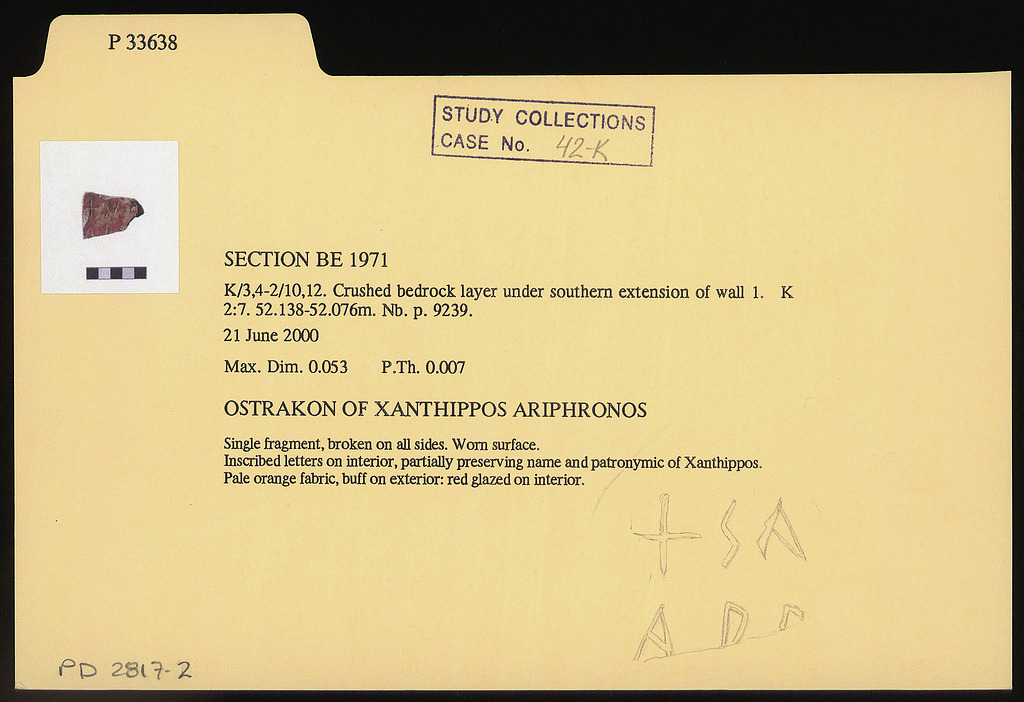 P 33638
STUDY COLLECTIONS
CASE No. 42-K
SECTION BE 1971
K/3,4-2/10,12. Crushed bedrock layer under southern extension of wall 1. K
2:7. 52.138-52.076m. Nb. p. 9239.
21 June 2000
Max. Dim. 0.053 P.Th. 0.007
OSTRAKON OF XANTHIPPOS ARIPHRONOS
Single fragment, broken on all sides. Worn surface.
Inscribed letters on interior, partially preserving name and patronymic of Xanthippos.
Pale orange fabric, buff on exterior: red glazed on interior.
PD 2817-2